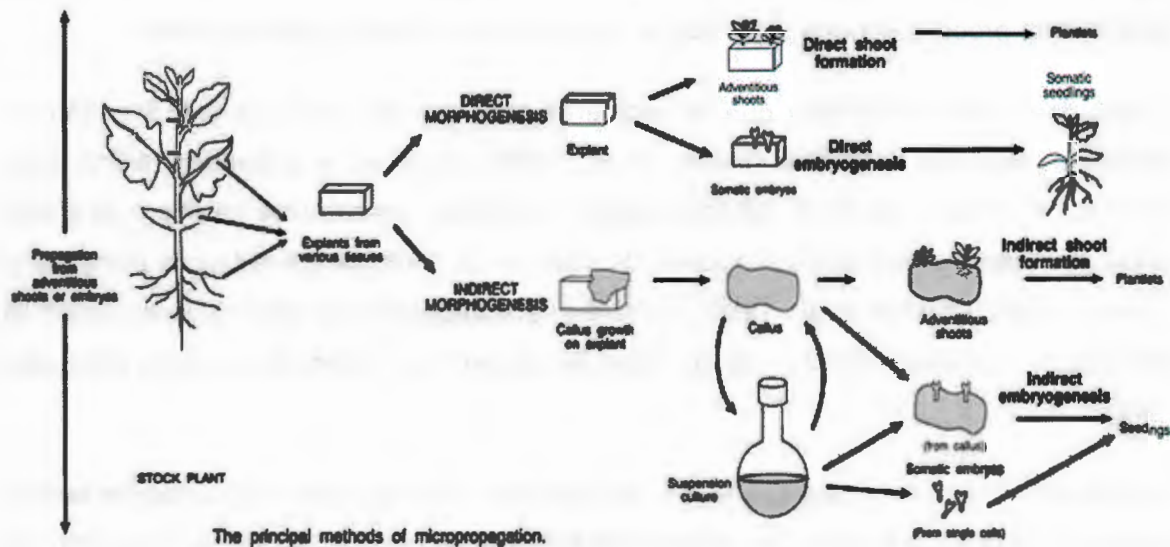 Propagation
from
adventitious
shoots or embryos
STOCK PLANT
Explants from
various tissues
DIRECT
MORPHOGENESIS
Explant
Adventitious
shoots
Direct shoot
formation
Plantlets
Somatic embryos
Direct
embryogenesis
Somatic
seedlings
INDIRECT
MORPHOGENESIS
Callus growth
on explant
Callus
Adventitious
shoots
Indirect shoot
formation
Plantlets
Suspension
culture
(from callus)
Somatic embryos
(From single cells)
Indirect
embryogenesis
Seedings
The principal methods of micropropagation.